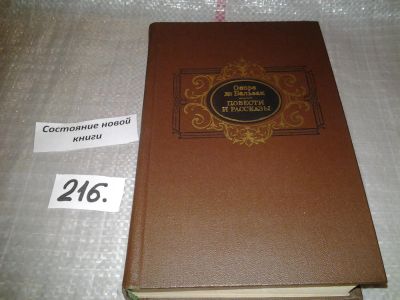 Состояние новой
книги
216.
Оноре
де Бальзак
ПОВЕСТИ
И РАССКАЗЫ